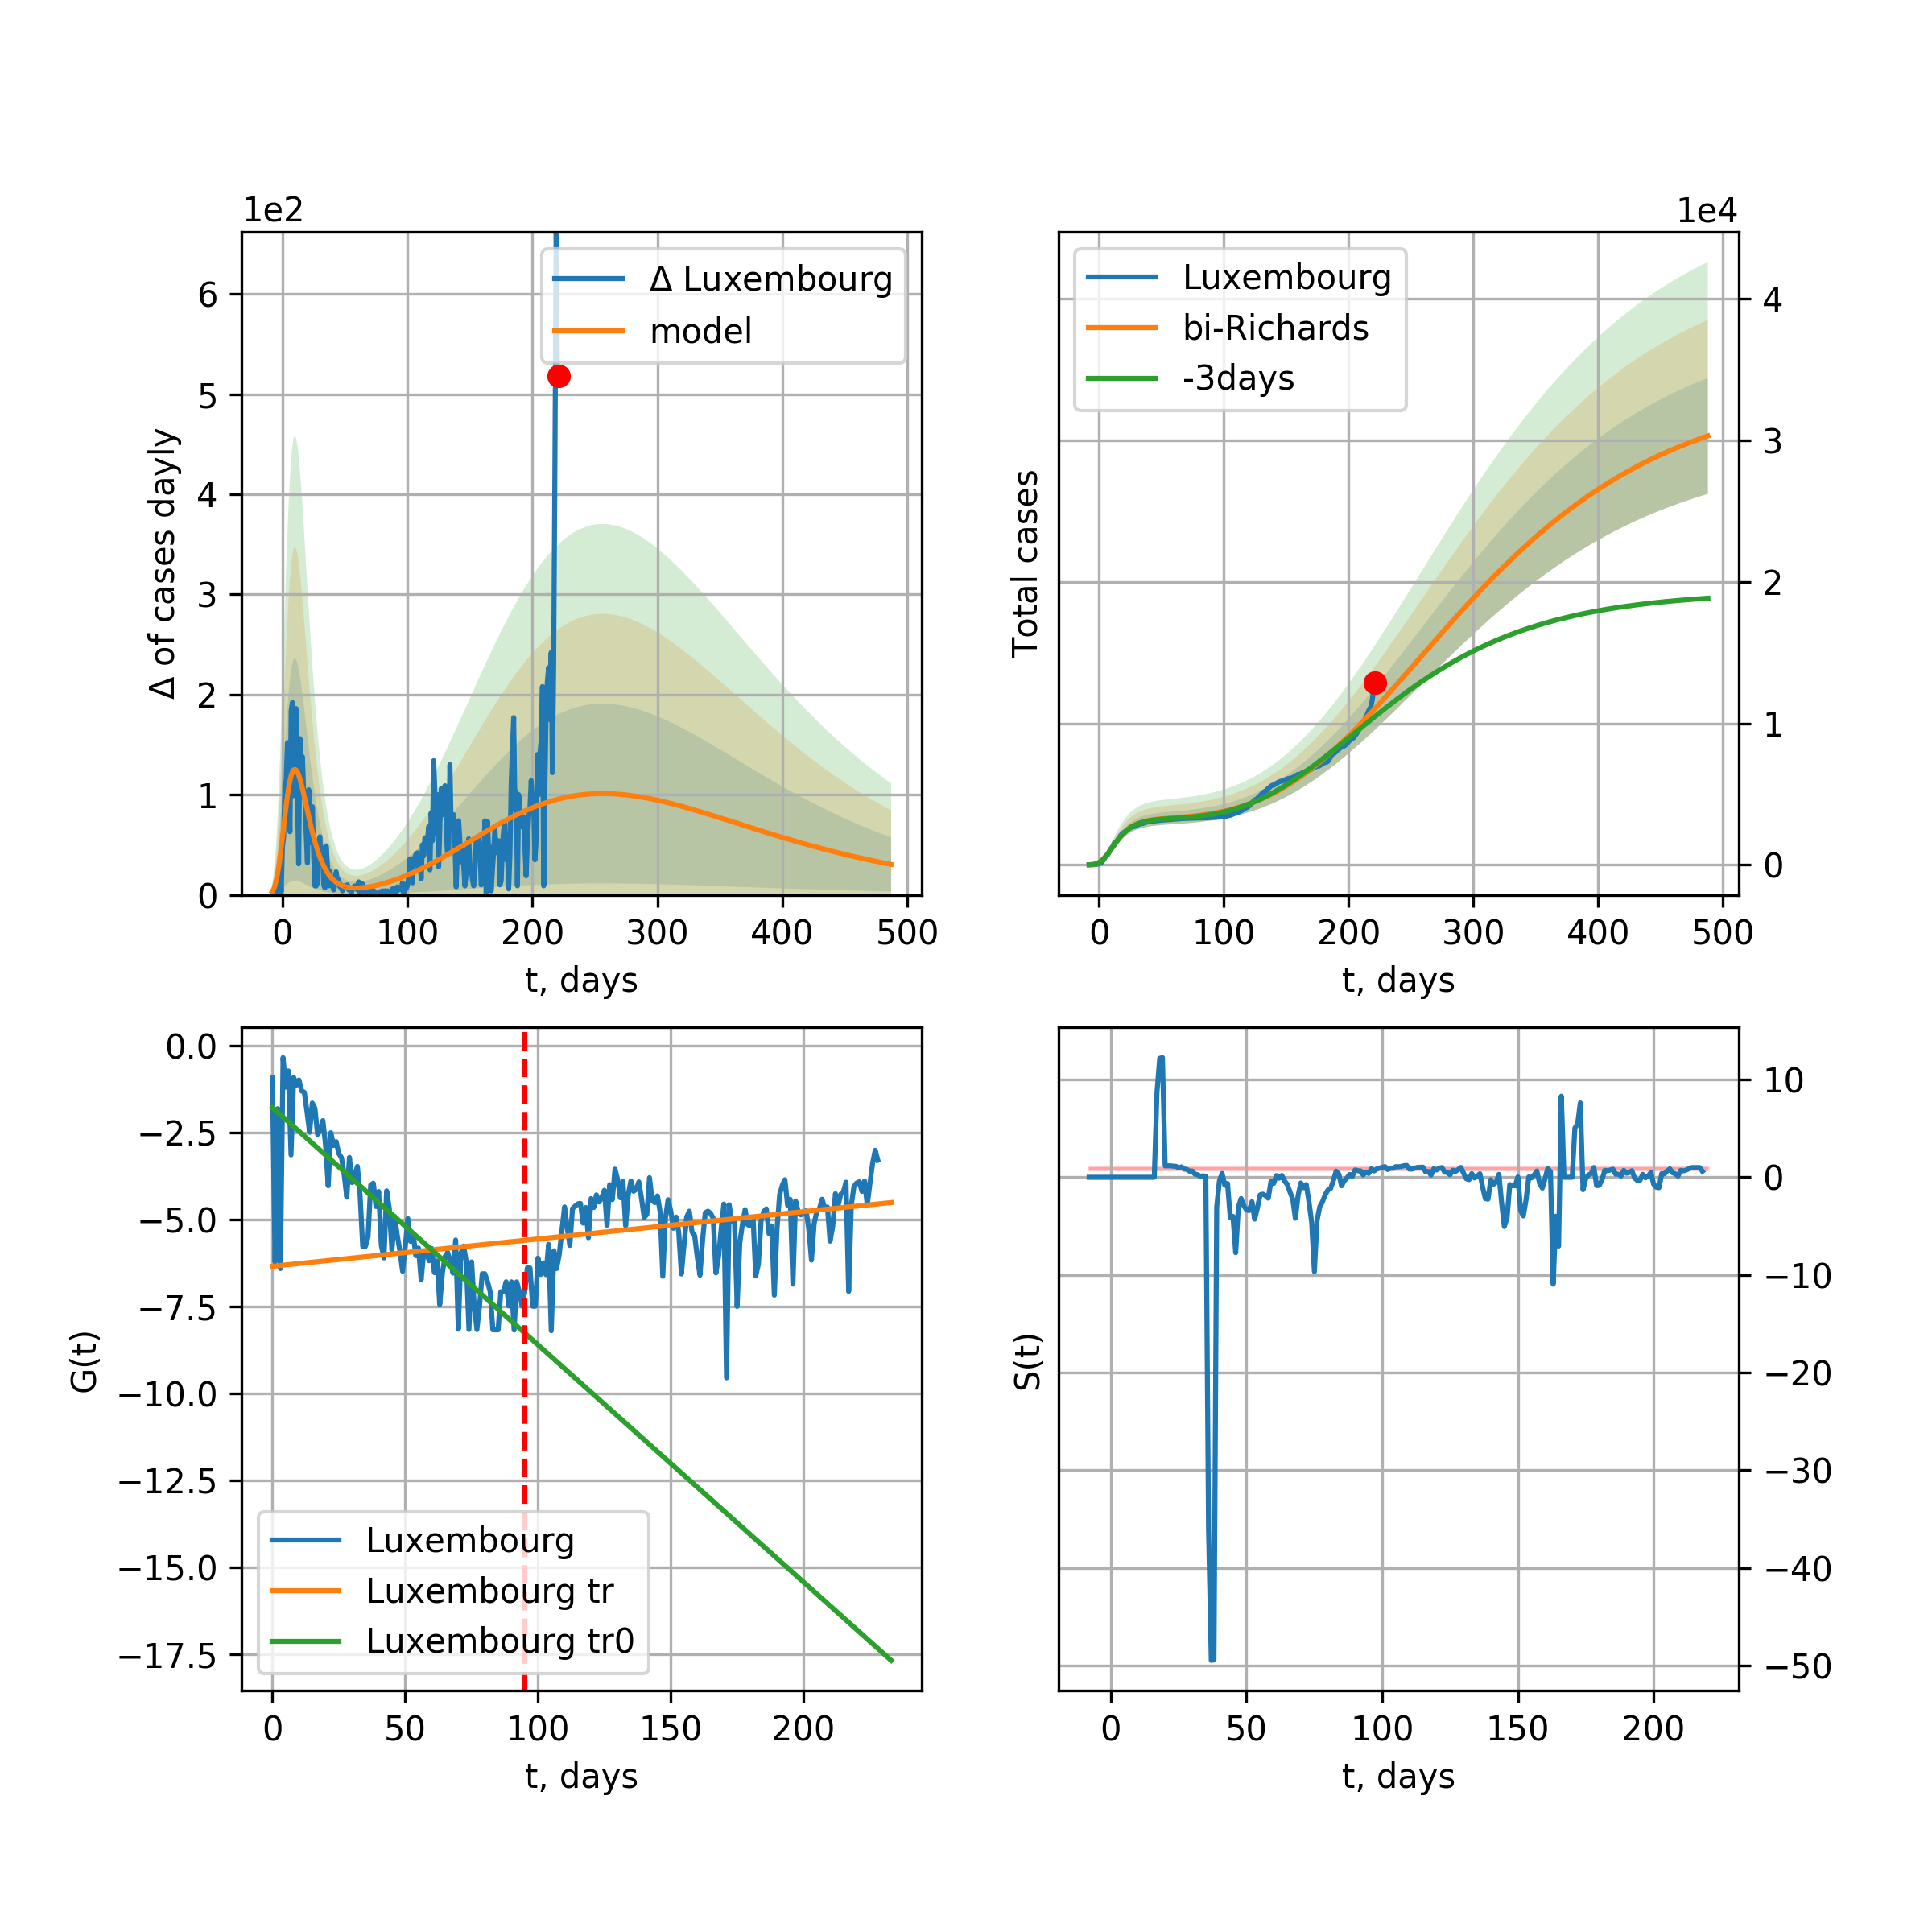 1e2
Δ Luxembourg
model
6
5
4
3
2
1
0
Δ of cases dayly
0 100 200 300 400 500
t, days
1e4
Luxembourg
bi-Richards
-3days
4
3
2
1
0
Total cases
0 100 200 300 400 500
t, days
0.0
−2.5
−5.0
−7.5
−10.0
−12.5
−15.0
−17.5
G(t)
Luxembourg
Luxembourg tr
Luxembourg tr0
0 50 100 150 200
t, days
10
0
−10
−20
−30
−40
−50
S(t)
0 50 100 150 200
t, days